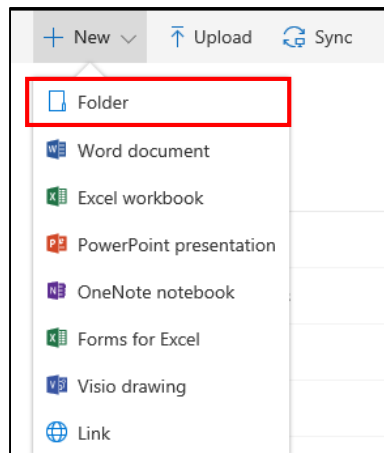 New Upload Sync
Folder
Word document
Excel workbook
PowerPoint presentation
OneNote notebook
Forms for Excel
Visio drawing
Link